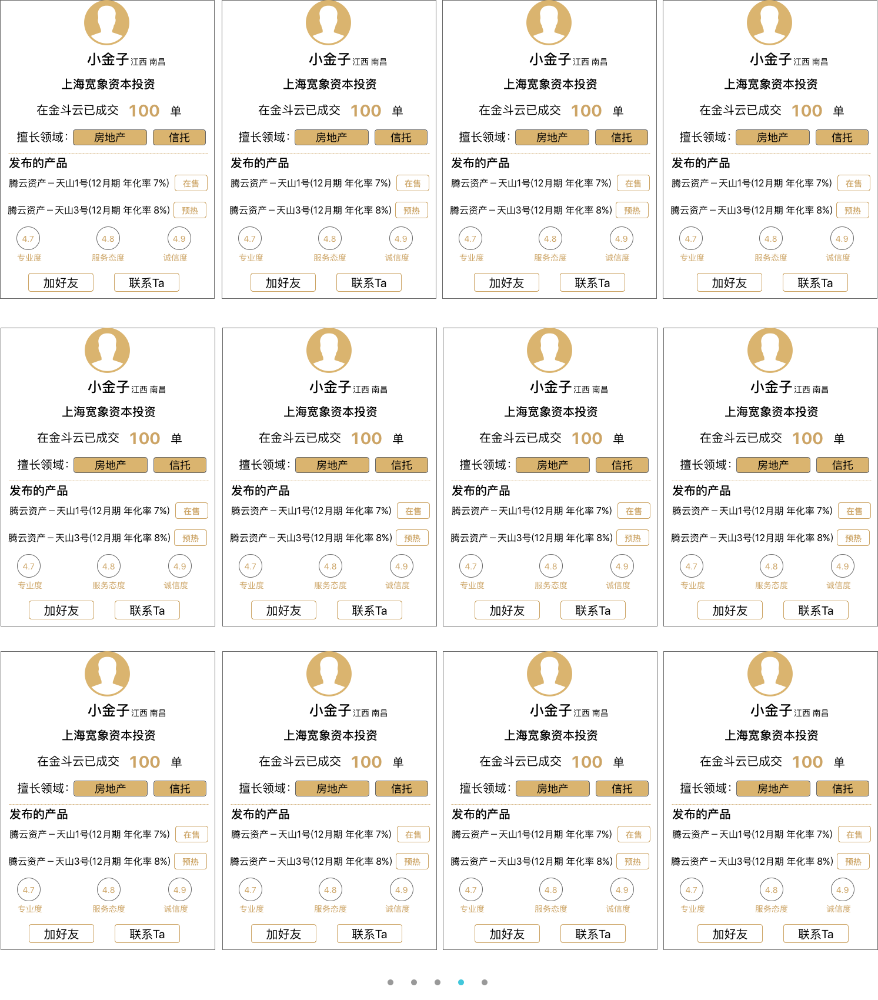 小金子 江西 南昌 小金子 江西 南昌 小金子 江西 南昌 小金子 江西 南昌
上海宽象资本投资 上海宽象资本投资 上海宽象资本投资 上海宽象资本投资
在金斗云已成交 100 单 在金斗云已成交 100 单 在金斗云已成交 100 单 在金斗云已成交 100 单
擅长领域： 房地产 信托 擅长领域： 房地产 信托 擅长领域： 房地产 信托 擅长领域： 房地产 信托
发布的产品 发布的产品 发布的产品 发布的产品
腾云资产－天山1号(12月期 年化率 7%) 在售 腾云资产－天山1号(12月期 年化率 7%) 在售 腾云资产－天山1号(12月期 年化率 7%) 在售 腾云资产－天山1号(12月期 年化率 7%) 在售
腾云资产－天山3号(12月期 年化率 8%) 预热 腾云资产－天山3号(12月期 年化率 8%) 预热 腾云资产－天山3号(12月期 年化率 8%) 预热 腾云资产－天山3号(12月期 年化率 8%) 预热
4.7 4.8 4.9 4.7 4.8 4.9 4.7 4.8 4.9 4.7 4.8 4.9
专业度 服务态度 诚信度 专业度 服务态度 诚信度 专业度 服务态度 诚信度 专业度 服务态度 诚信度
加好友 联系Ta 加好友 联系Ta 加好友 联系Ta 加好友 联系Ta
小金子 江西 南昌 小金子 江西 南昌 小金子 江西 南昌 小金子 江西 南昌
上海宽象资本投资 上海宽象资本投资 上海宽象资本投资 上海宽象资本投资
在金斗云已成交 100 单 在金斗云已成交 100 单 在金斗云已成交 100 单 在金斗云已成交 100 单
擅长领域： 房地产 信托 擅长领域： 房地产 信托 擅长领域： 房地产 信托 擅长领域： 房地产 信托
发布的产品 发布的产品 发布的产品 发布的产品
腾云资产－天山1号(12月期 年化率 7%) 在售 腾云资产－天山1号(12月期 年化率 7%) 在售 腾云资产－天山1号(12月期 年化率 7%) 在售 腾云资产－天山1号(12月期 年化率 7%) 在售
腾云资产－天山3号(12月期 年化率 8%) 预热 腾云资产－天山3号(12月期 年化率 8%) 预热 腾云资产－天山3号(12月期 年化率 8%) 预热 腾云资产－天山3号(12月期 年化率 8%) 预热
4.7 4.8 4.9 4.7 4.8 4.9 4.7 4.8 4.9 4.7 4.8 4.9
专业度 服务态度 诚信度 专业度 服务态度 诚信度 专业度 服务态度 诚信度 专业度 服务态度 诚信度
加好友 联系Ta 加好友 联系Ta 加好友 联系Ta 加好友 联系Ta
小金子 江西 南昌 小金子 江西 南昌 小金子 江西 南昌 小金子 江西 南昌
上海宽象资本投资 上海宽象资本投资 上海宽象资本投资 上海宽象资本投资
在金斗云已成交 100 单 在金斗云已成交 100 单 在金斗云已成交 100 单 在金斗云已成交 100 单
擅长领域： 房地产 信托 擅长领域： 房地产 信托 擅长领域： 房地产 信托 擅长领域： 房地产 信托
发布的产品 发布的产品 发布的产品 发布的产品
腾云资产－天山1号(12月期 年化率 7%) 在售 腾云资产－天山1号(12月期 年化率 7%) 在售 腾云资产－天山1号(12月期 年化率 7%) 在售 腾云资产－天山1号(12月期 年化率 7%) 在售
腾云资产－天山3号(12月期 年化率 8%) 预热 腾云资产－天山3号(12月期 年化率 8%) 预热 腾云资产－天山3号(12月期 年化率 8%) 预热 腾云资产－天山3号(12月期 年化率 8%) 预热
4.7 4.8 4.9 4.7 4.8 4.9 4.7 4.8 4.9 4.7 4.8 4.9
专业度 服务态度 诚信度 专业度 服务态度 诚信度 专业度 服务态度 诚信度 专业度 服务态度 诚信度
加好友 联系Ta 加好友 联系Ta 加好友 联系Ta 加好友 联系Ta